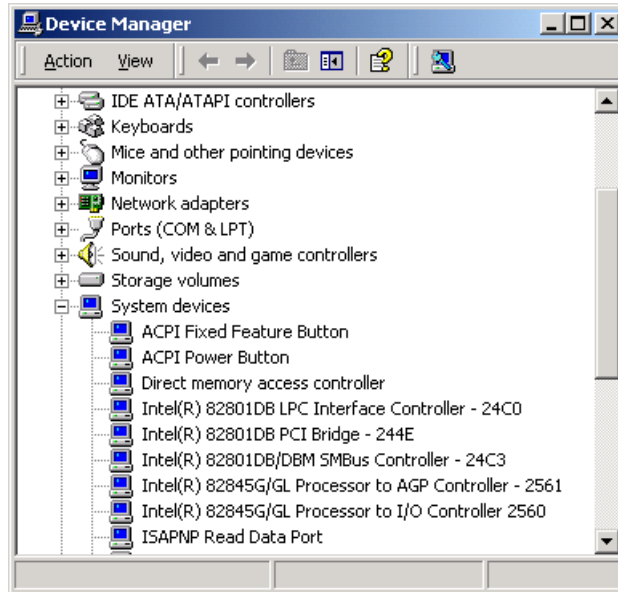 Device Manager
Action View
IDE ATA/ATAPI controllers
Keyboards
Mice and other pointing devices
Monitors
Network adapters
Ports (COM & LPT)
Sound, video and game controllers
Storage volumes
System devices
ACPI Fixed Feature Button
ACPI Power Button
Direct memory access controller
Intel(R) 82801DB LPC Interface Controller - 24C0
Intel(R) 82801DB PCI Bridge - 244E
Intel(R) 82801DB/DBM SMBus Controller - 24C3
Intel(R) 82845G/GL Processor to AGP Controller - 2561
Intel(R) 82845G/GL Processor to I/O Controller 2560
ISAPNP Read Data Port